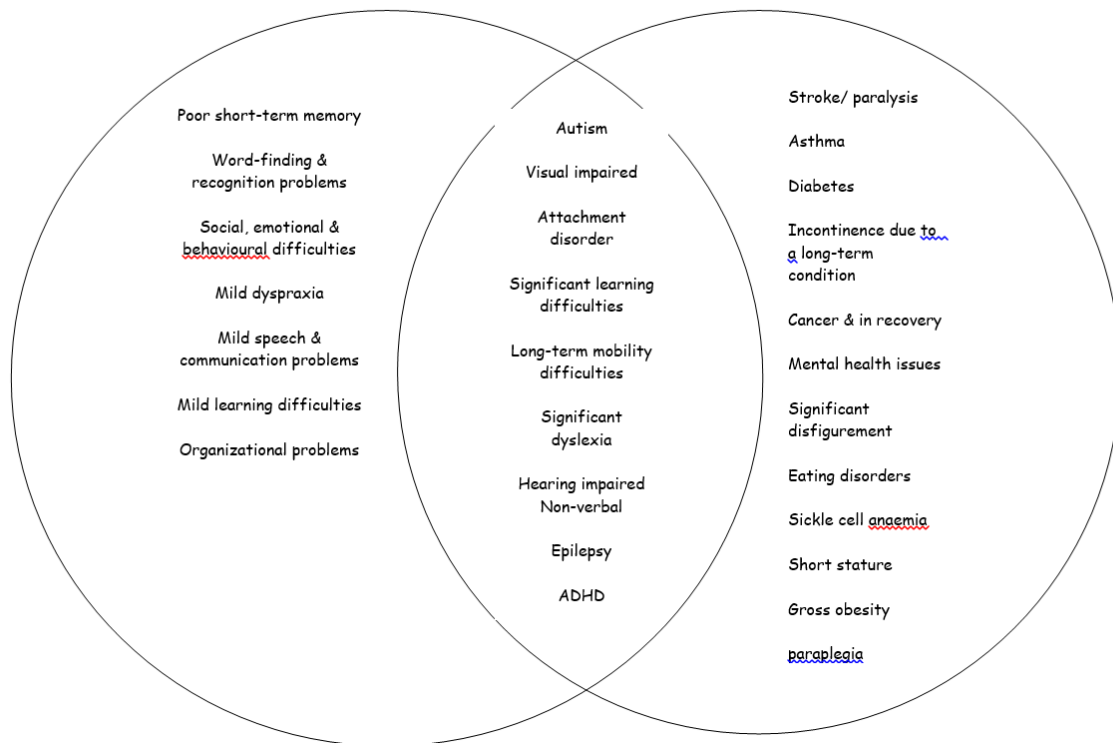 Poor short-term memory
Word-finding &
recognition problems
Social, emotional &
behavioural difficulties
Mild dyspraxia
Mild speech &
communication problems
Mild learning difficulties
Organizational problems
Autism
Visual impaired
Attachment
disorder
Significant learning
difficulties
Long-term mobility
difficulties
Significant
dyslexia
Hearing impaired
Non-verbal
Epilepsy
ADHD
Stroke/ paralysis
Asthma
Diabetes
Incontinence due to
a long-term
condition
Cancer & in recovery
Mental health issues
Significant
disfigurement
Eating disorders
Sickle cell anaemia
Short stature
Gross obesity
paraplegia